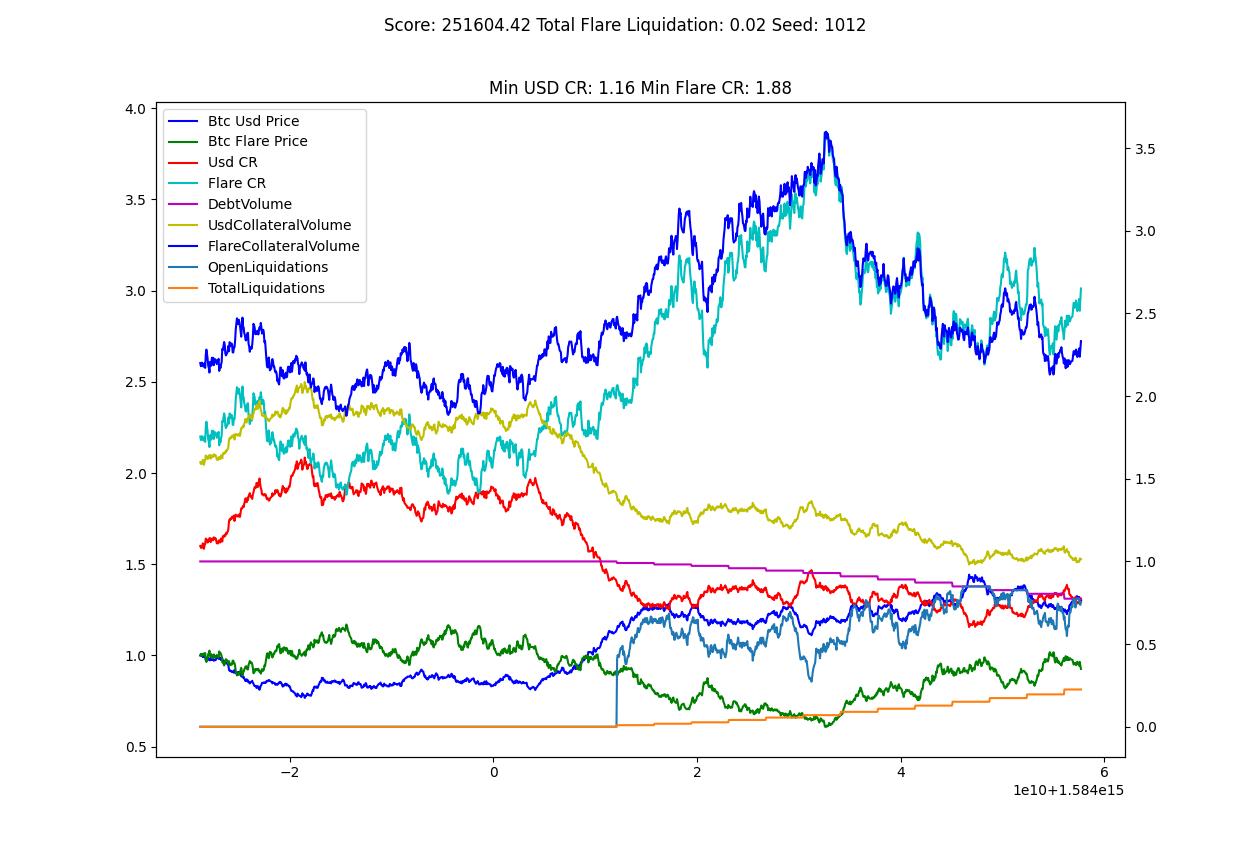 Score: 251604.42 Total Flare Liquidation: 0.02 Seed: 1012
Min USD CR: 1.16 Min Flare CR: 1.88
Btc Usd Price
Btc Flare Price
Usd CR
Flare CR
DebtVolume
UsdCollateralVolume
FlareCollateralVolume
OpenLiquidations
TotalLiquidations
4.0
3.5
3.0
2.5
2.0
1.5
1.0
0.5
3.5
3.0
2.5
2.0
1.5
1.0
0.5
0.0
−2
0
2
4
6
1e10+1.584e15